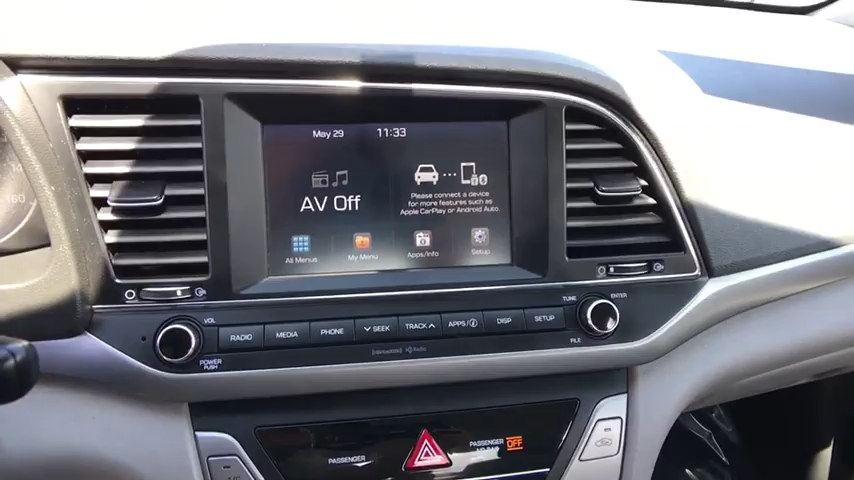 May 29
11:33
AV Off
Please connect a device
for more features such as
Apple CarPlay or Android Auto.
All Menus
My Menu
Apps/Info
Setup
160
VOL
RADIO
MEDIA
PHONE
SEEK
TRACK
APPS/i
DISP
SETUP
TUNE
ENTER
FILE
POWER
PUSH
PASSENGER
PASSENGER
OFF